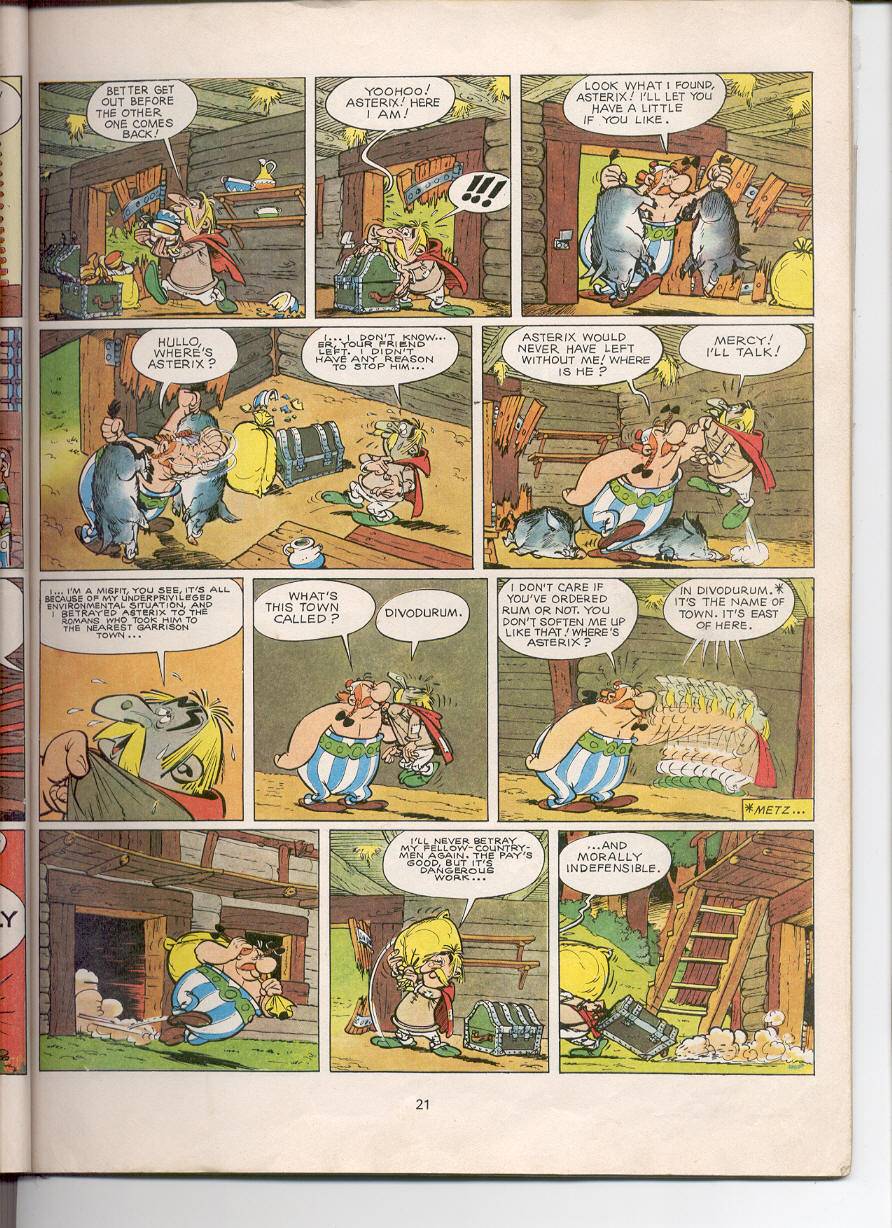 BETTER GET
OUT BEFORE
THE OTHER
ONE COMES
BACK!
YOOHOO!
ASTERIX! HERE
I AM!
!!!
LOOK WHAT I FOUND,
ASTERIX! I'LL LET YOU
HAVE A LITTLE
IF YOU LIKE.
HULLO,
WHERE'S
ASTERIX?
I... I DON'T KNOW...
ER, YOUR FRIEND
LEFT. I DIDN'T
HAVE ANY REASON
TO STOP HIM...
ASTERIX WOULD
NEVER HAVE LEFT
WITHOUT ME! WHERE
IS HE?
MERCY!
I'LL TALK!
I... I'M A MISFIT, YOU SEE, IT'S ALL
BECAUSE OF MY UNDERPRIVILEGED
ENVIRONMENTAL SITUATION, AND
I BETRAYED ASTERIX TO THE
ROMANS WHO TOOK HIM TO
THE NEAREST GARRISON
TOWN...
WHAT'S
THIS TOWN
CALLED?
DIVODURUM.
I DON'T CARE IF
YOU'VE ORDERED
RUM OR NOT. YOU
DON'T SOFTEN ME UP
LIKE THAT! WHERE'S
ASTERIX?
IN DIVODURUM.*
IT'S THE NAME OF
TOWN. IT'S EAST
OF HERE.
*METZ...
I'LL NEVER BETRAY
MY FELLOW-COUNTRY-
MEN AGAIN. THE PAY'S
GOOD, BUT IT'S
DANGEROUS
WORK...
...AND
MORALLY
INDEFENSIBLE.
Y
21